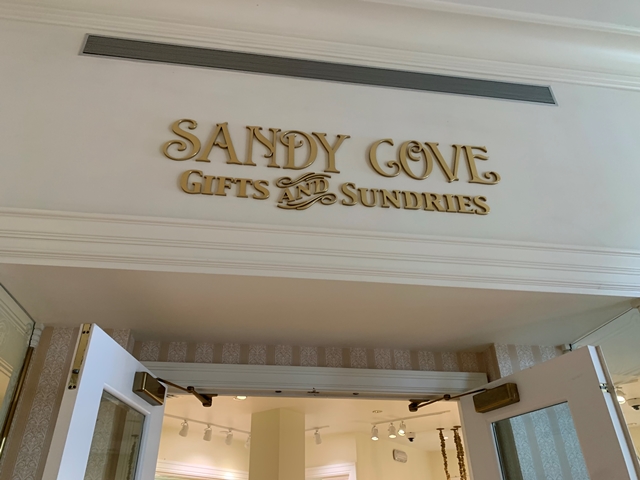 SANDY COVE
GIFTS AND SUNDRIES